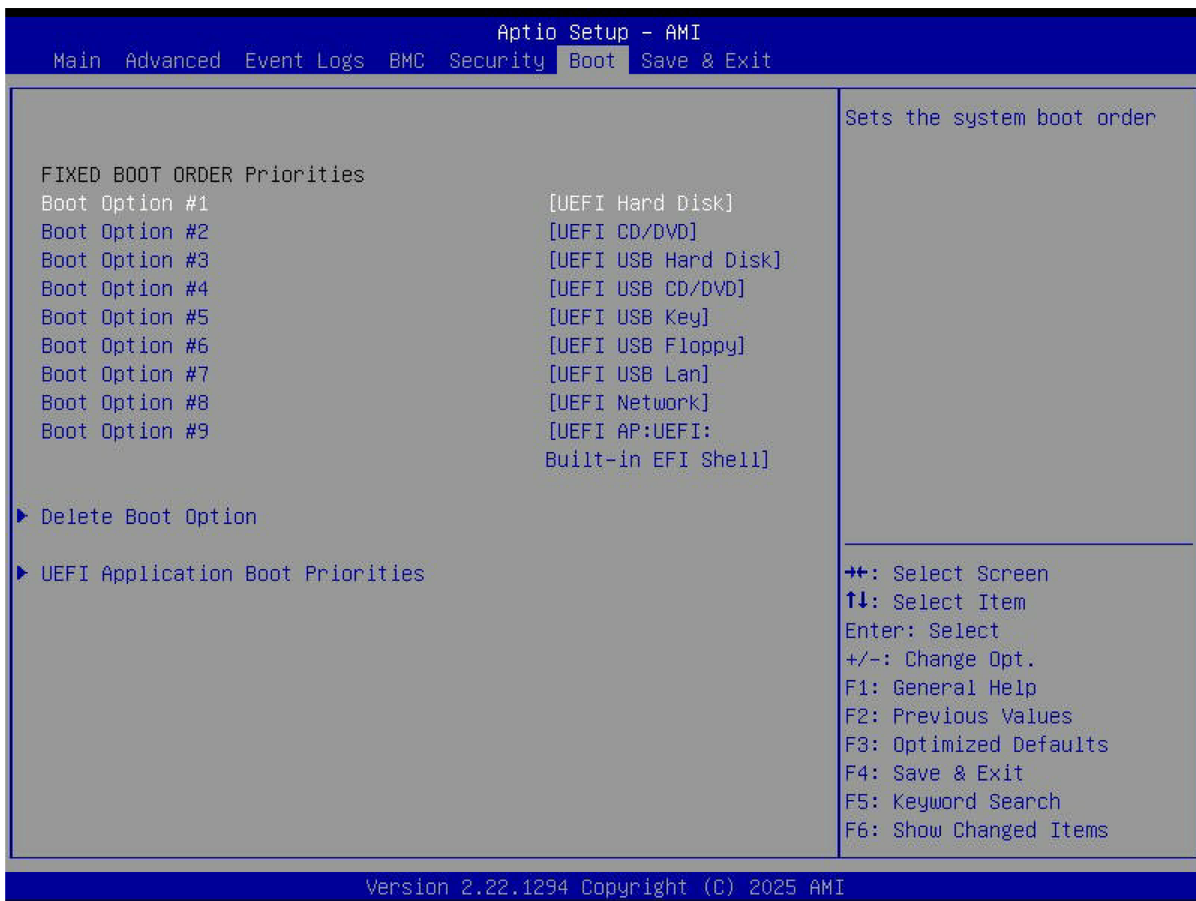 Aptio Setup – AMI
Main Advanced Event Logs BMC Security Boot Save & Exit
Sets the system boot order
FIXED BOOT ORDER Priorities
Boot Option #1 [UEFI Hard Disk]
Boot Option #2 [UEFI CD/DVD]
Boot Option #3 [UEFI USB Hard Disk]
Boot Option #4 [UEFI USB CD/DVD]
Boot Option #5 [UEFI USB Key]
Boot Option #6 [UEFI USB Floppy]
Boot Option #7 [UEFI USB Lan]
Boot Option #8 [UEFI Network]
Boot Option #9 [UEFI AP:UEFI:
Built-in EFI Shell]
▶ Delete Boot Option
▶ UEFI Application Boot Priorities
→←: Select Screen
↑↓: Select Item
Enter: Select
+/-: Change Opt.
F1: General Help
F2: Previous Values
F3: Optimized Defaults
F4: Save & Exit
F5: Keyword Search
F6: Show Changed Items
Version 2.22.1294 Copyright (C) 2025 AMI